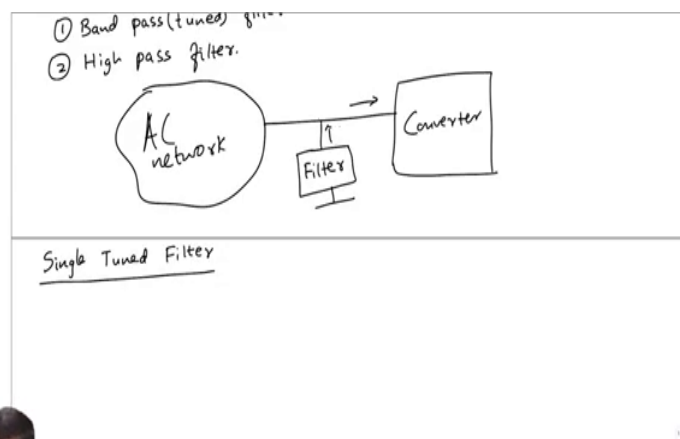 ① Band pass (tuned)
② High pass filter.
AC
network
Filter
Converter
Single Tuned Filter